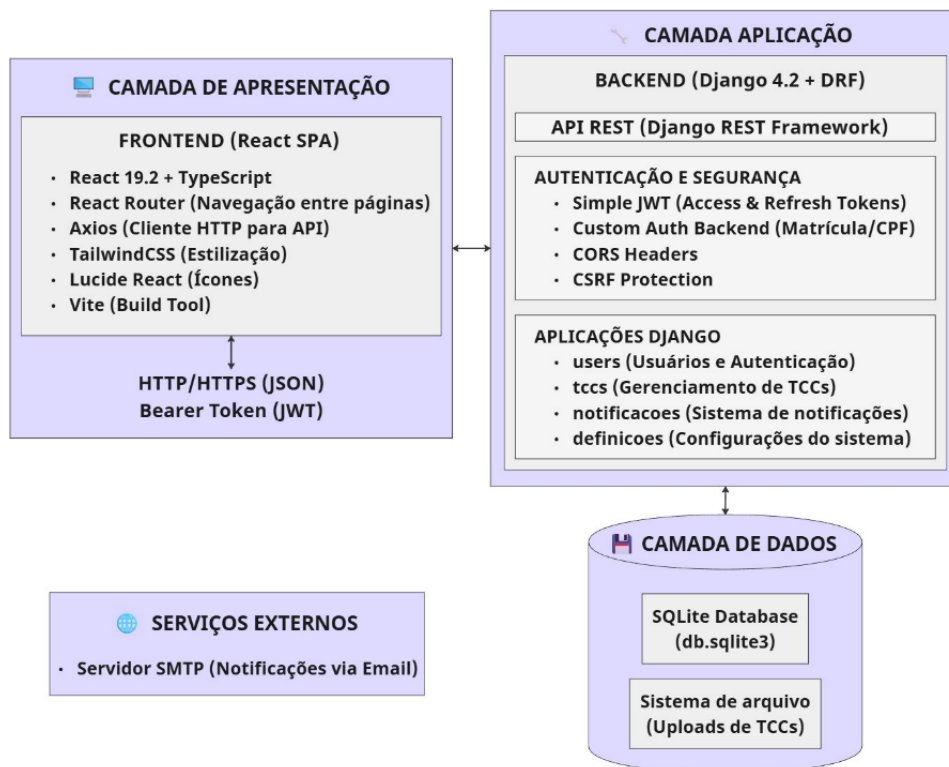 CAMADA DE APRESENTAÇÃO
FRONTEND (React SPA)
• React 19.2 + TypeScript
• React Router (Navegação entre páginas)
• Axios (Cliente HTTP para API)
• TailwindCSS (Estilização)
• Lucide React (Ícones)
• Vite (Build Tool)
HTTP/HTTPS (JSON)
Bearer Token (JWT)
CAMADA APLICAÇÃO
BACKEND (Django 4.2 + DRF)
API REST (Django REST Framework)
AUTENTICAÇÃO E SEGURANÇA
• Simple JWT (Access & Refresh Tokens)
• Custom Auth Backend (Matrícula/CPF)
• CORS Headers
• CSRF Protection
APLICAÇÕES DJANGO
• users (Usuários e Autenticação)
• tccs (Gerenciamento de TCCs)
• notificacoes (Sistema de notificações)
• definicoes (Configurações do sistema)
CAMADA DE DADOS
SQLite Database
(db.sqlite3)
Sistema de arquivo
(Uploads de TCCs)
SERVIÇOS EXTERNOS
• Servidor SMTP (Notificações via Email)